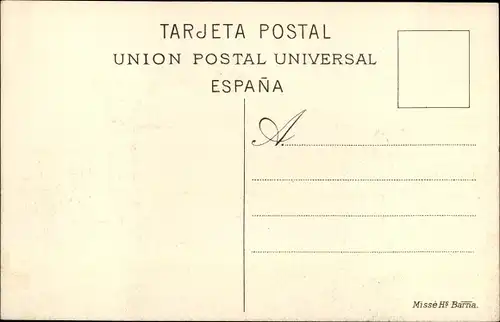 TARJETA POSTAL
UNION POSTAL UNIVERSAL
ESPAÑA
A
Missé Hs Barna.